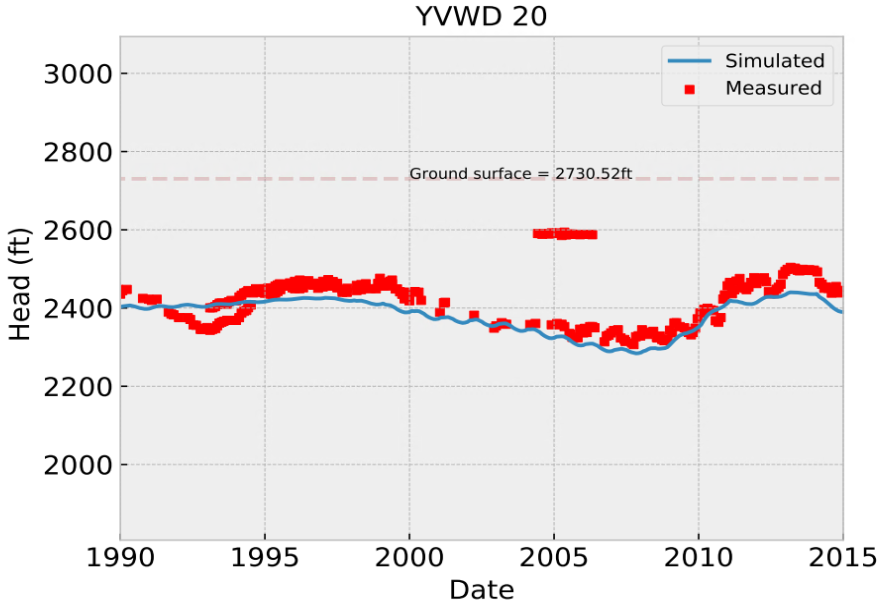 YVWD 20
Simulated
Measured
Ground surface = 2730.52ft
Head (ft)
3000
2800
2600
2400
2200
2000
1990
1995
2000
2005
2010
2015
Date